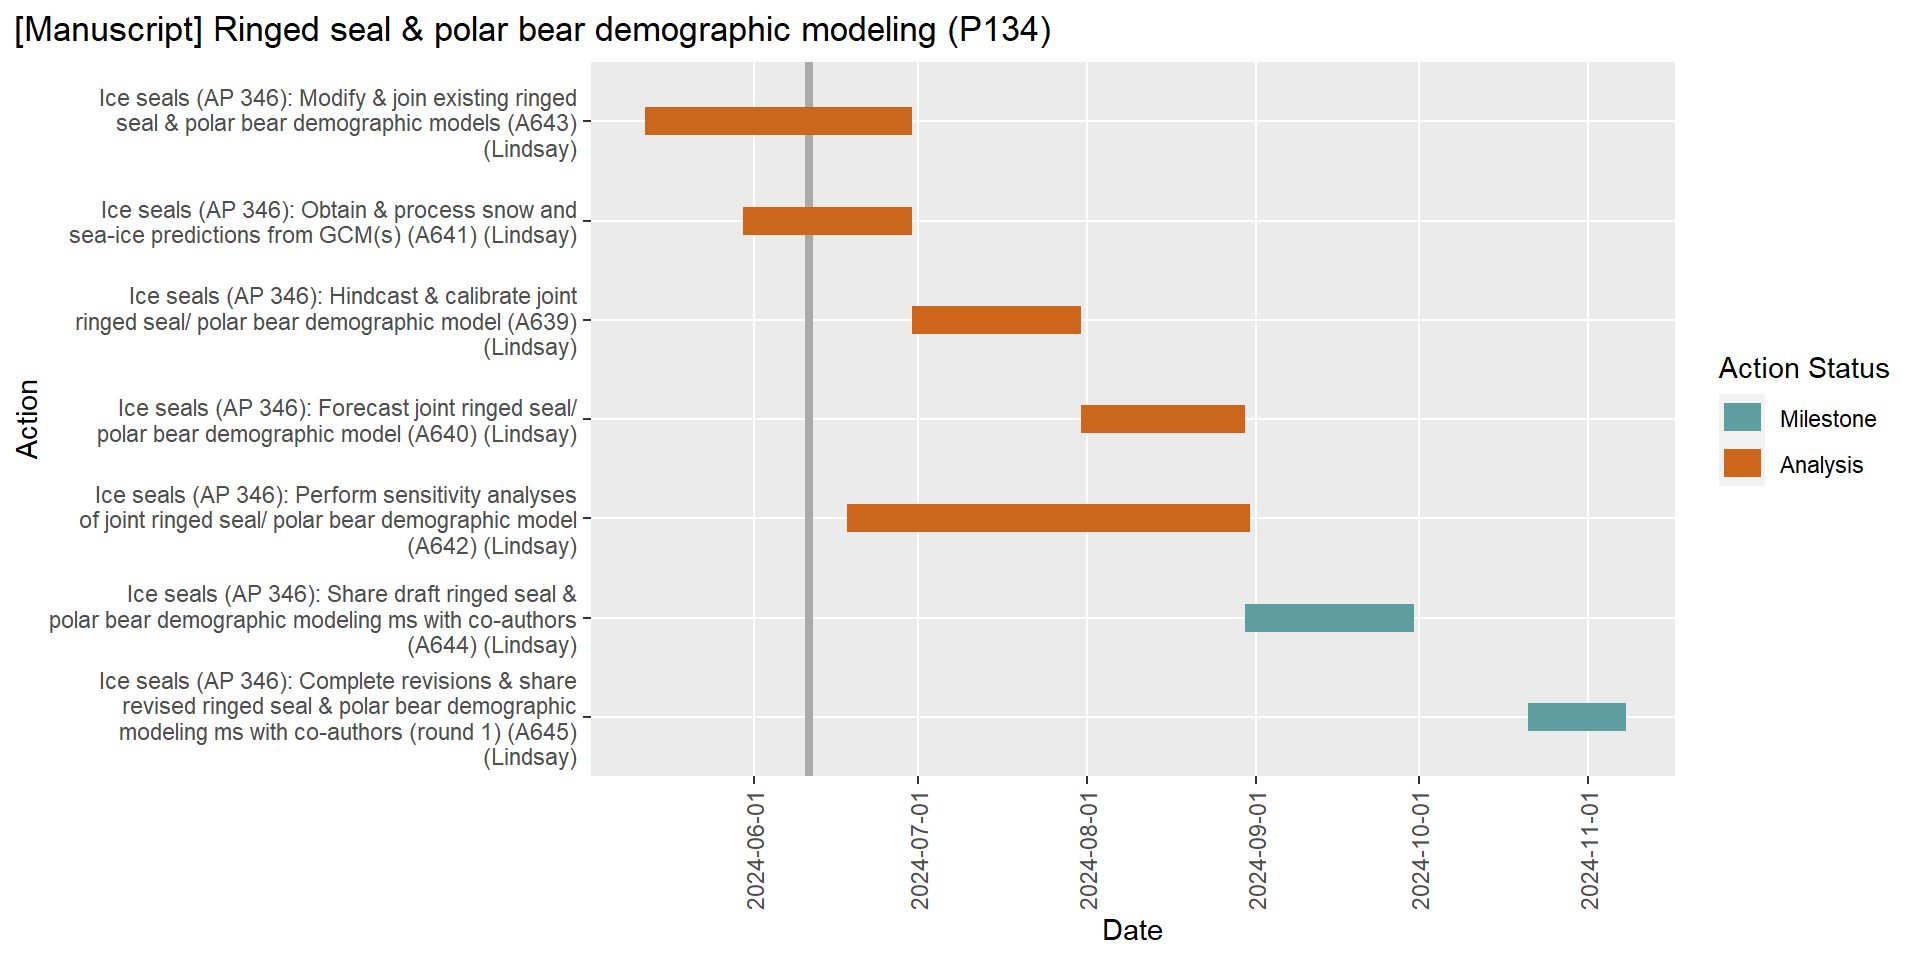 [Manuscript] Ringed seal & polar bear demographic modeling (P134)
Ice seals (AP 346): Modify & join existing ringed
seal & polar bear demographic models (A643)
(Lindsay)
Ice seals (AP 346): Obtain & process snow and
sea-ice predictions from GCM(s) (A641) (Lindsay)
Ice seals (AP 346): Hindcast & calibrate joint
ringed seal/ polar bear demographic model (A639)
(Lindsay)
Ice seals (AP 346): Forecast joint ringed seal/
polar bear demographic model (A640) (Lindsay)
Ice seals (AP 346): Perform sensitivity analyses
of joint ringed seal/ polar bear demographic model
(A642) (Lindsay)
Ice seals (AP 346): Share draft ringed seal &
polar bear demographic modeling ms with co-authors
(A644) (Lindsay)
Ice seals (AP 346): Complete revisions & share
revised ringed seal & polar bear demographic
modeling ms with co-authors (round 1) (A645)
(Lindsay)
Action
2024-06-01
2024-07-01
2024-08-01
2024-09-01
2024-10-01
2024-11-01
Date
Action Status
Milestone
Analysis